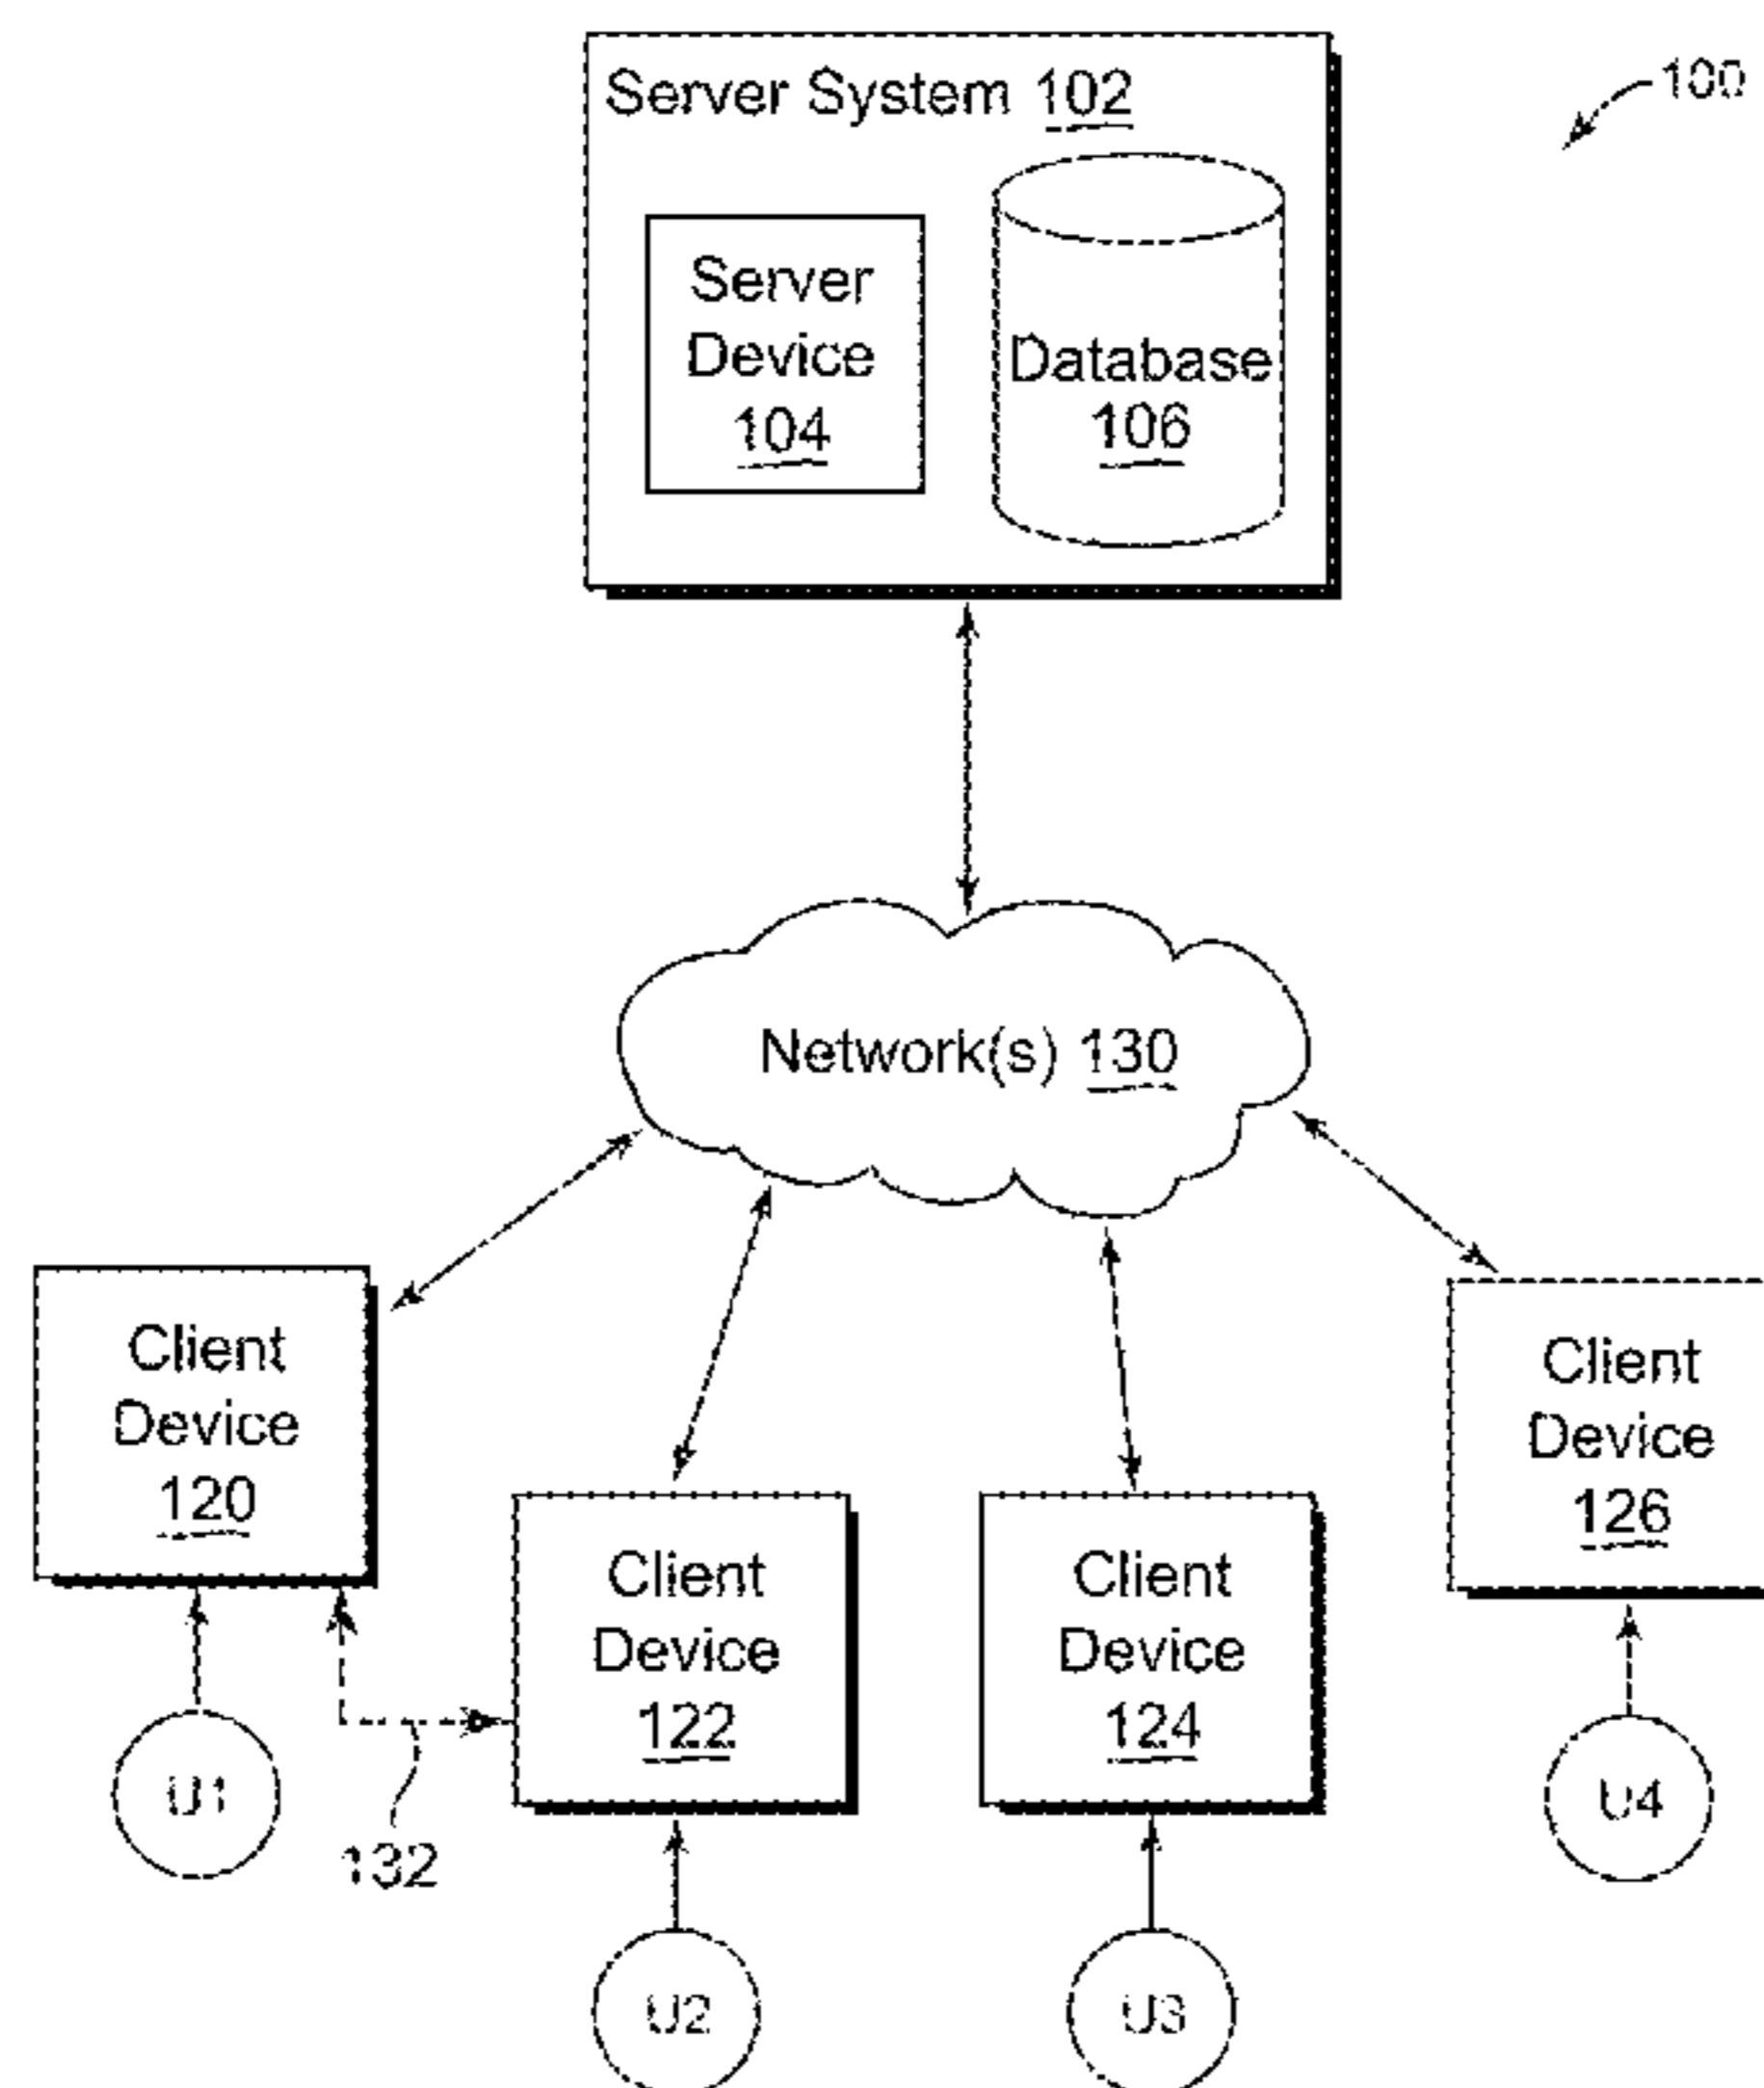 Server System 102
100
Server
Device
104
Database
106
Network(s) 130
Client
Device
120
Client
Device
126
Client
Device
122
Client
Device
124
U1
132
U4
U2
U3